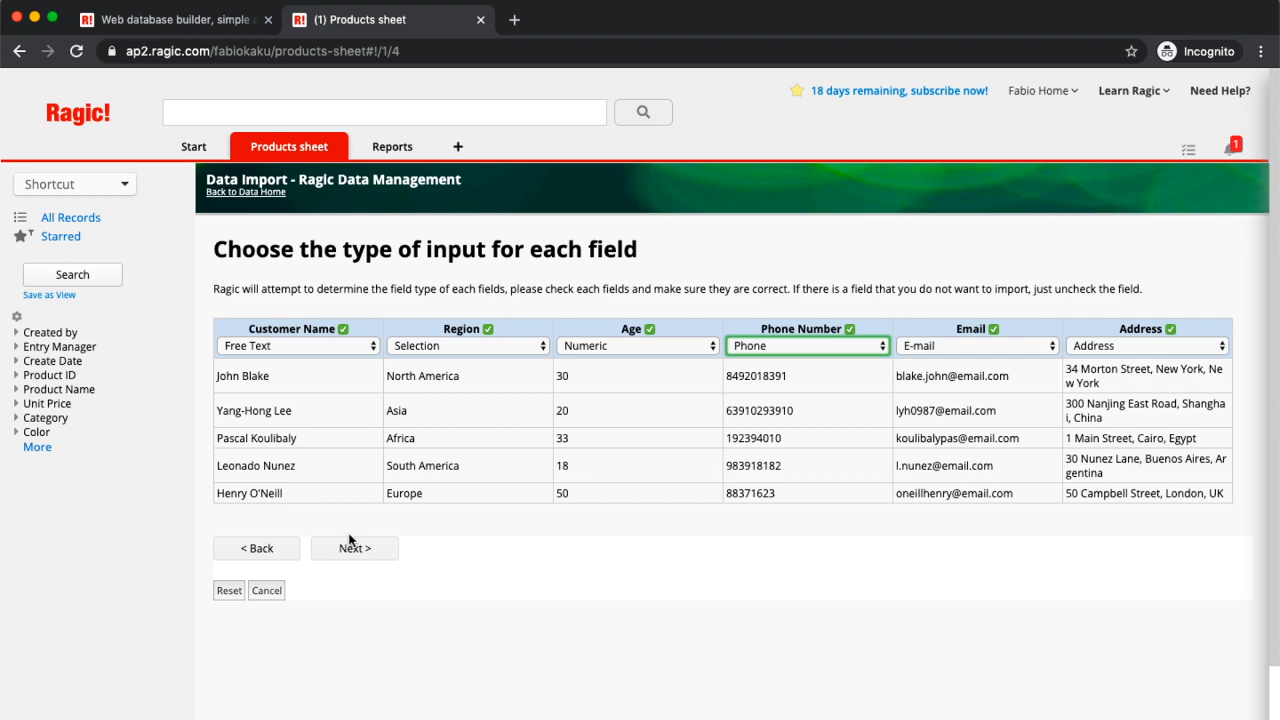 Web database builder, simple a
(1) Products sheet
ap2.ragic.com/fabiokaku/products-sheet#!/1/4
Incognito
Ragic!
18 days remaining, subscribe now!
Fabio Home
Learn Ragic
Need Help?
Start
Products sheet
Reports
+
1
Shortcut
All Records
Starred
Search
Save as View
Created by
Entry Manager
Create Date
Product ID
Product Name
Unit Price
Category
Color
More
Data Import - Ragic Data Management
Back to Data Home
Choose the type of input for each field
Ragic will attempt to determine the field type of each fields, please check each fields and make sure they are correct. If there is a field that you do not want to import, just uncheck the field.
Customer Name Region Age Phone Number Email Address
Free Text Selection Numeric Phone E-mail Address
John Blake North America 30 8492018391 blake.john@email.com 34 Morton Street, New York, Ne
w York
Yang-Hong Lee Asia 20 63910293910 lyh0987@email.com 300 Nanjing East Road, Shangha
i, China
Pascal Koulibaly Africa 33 192394010 koulibalypas@email.com 1 Main Street, Cairo, Egypt
Leonado Nunez South America 18 983918182 l.nunez@email.com 30 Nunez Lane, Buenos Aires, Ar
gentina
Henry O'Neill Europe 50 88371623 oneillhenry@email.com 50 Campbell Street, London, UK
< Back
Next >
Reset
Cancel